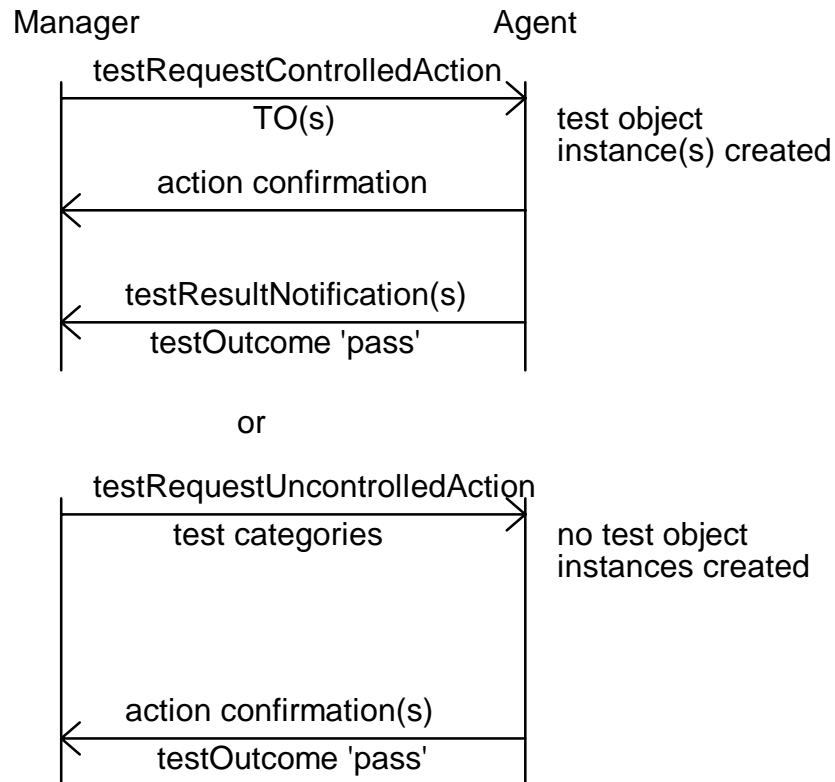 Manager
Agent
testRequestControlledAction
TO(s)
test object
instance(s) created
action confirmation
testResultNotification(s)
testOutcome 'pass'
or
testRequestUncontrolledAction
test categories
no test object
instances created
action confirmation(s)
testOutcome 'pass'